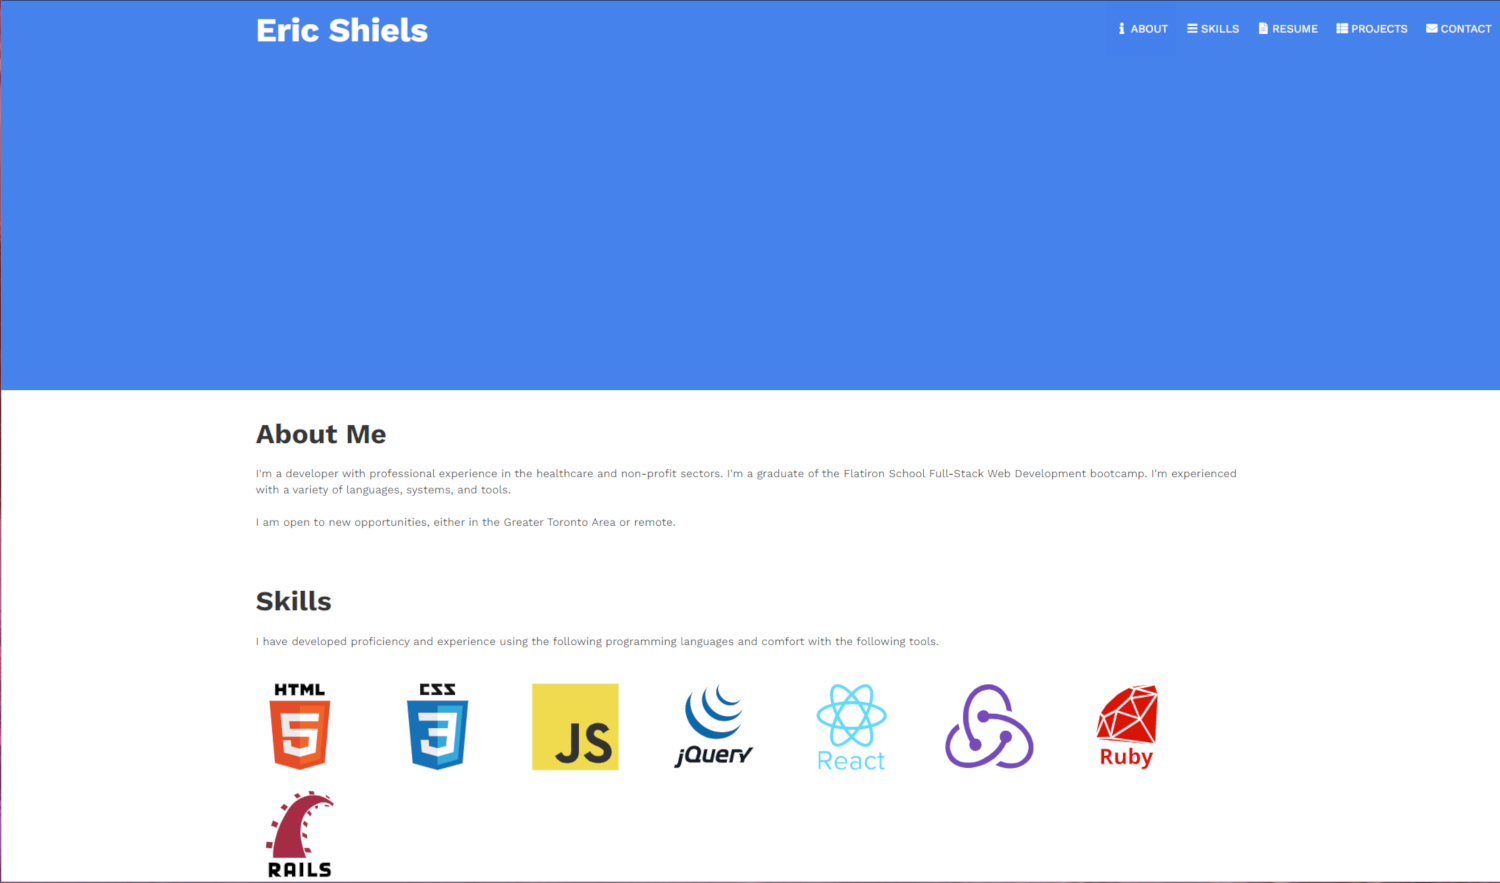 Eric Shiels
ABOUT SKILLS RESUME PROJECTS CONTACT
About Me
I'm a developer with professional experience in the healthcare and non-profit sectors. I'm a graduate of the Flatiron School Full-Stack Web Development bootcamp. I'm experienced
with a variety of languages, systems, and tools.
I am open to new opportunities, either in the Greater Toronto Area or remote.
Skills
I have developed proficiency and experience using the following programming languages and comfort with the following tools.
HTML
5
CSS
3
JS
jQuery
React
Ruby
RAILS